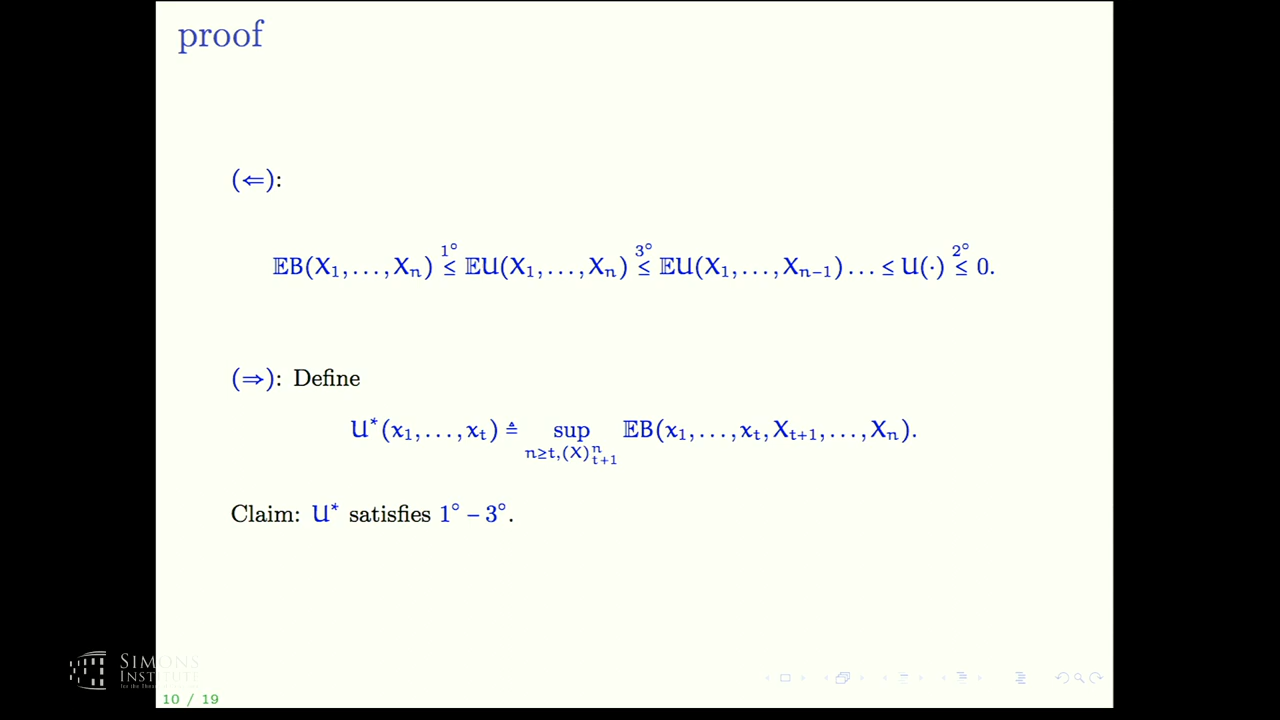 proof
(⇐):
𝔼B(X₁, …, Xₙ) ≤^{1°} 𝔼U(X₁, …, Xₙ) ≤^{3°} 𝔼U(X₁, …, Xₙ₋₁) … ≤ U(·) ≤^{2°} 0.
(⇒): Define
U*(x₁, …, xₜ) ≜ sup_{n≥t,(X)ⁿₜ₊₁} 𝔼B(x₁, …, xₜ, Xₜ₊₁, …, Xₙ).
Claim: U* satisfies 1° – 3°.
SIMONS
INSTITUTE
10 / 19